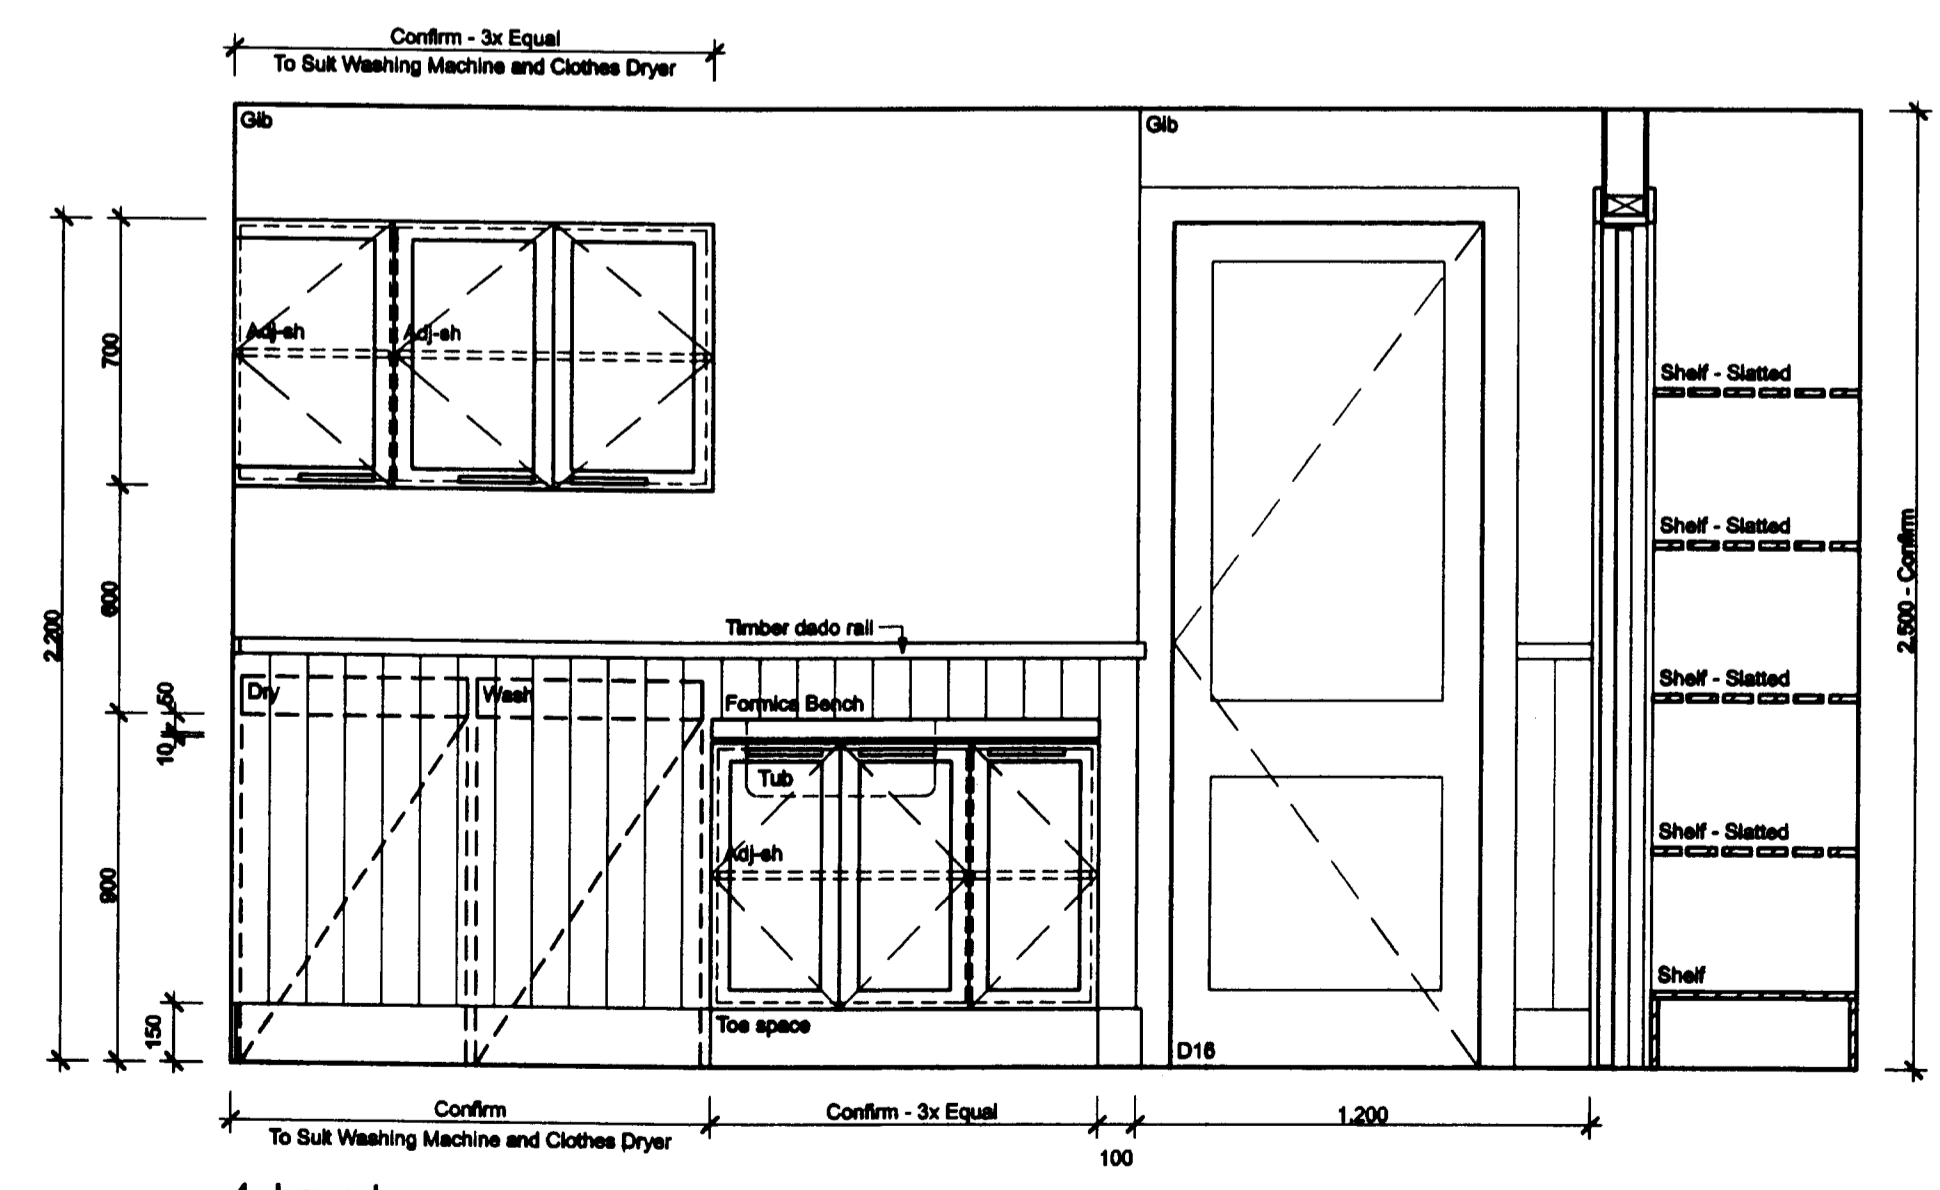 Confirm - 3x Equal
To Suit Washing Machine and Clothes Dryer
Gib
Gib
Adj-sh
Adj-sh
700
Shelf - Slatted
Shelf - Slatted
2,500 - Confirm
600
2,200
Timber dado rail
Shelf - Slatted
Dry
Wash
50
Formica Bench
10
Tub
Shelf - Slatted
Adj-sh
900
Shelf
150
Toe space
D16
Confirm
To Suit Washing Machine and Clothes Dryer
Confirm - 3x Equal
100
1,200